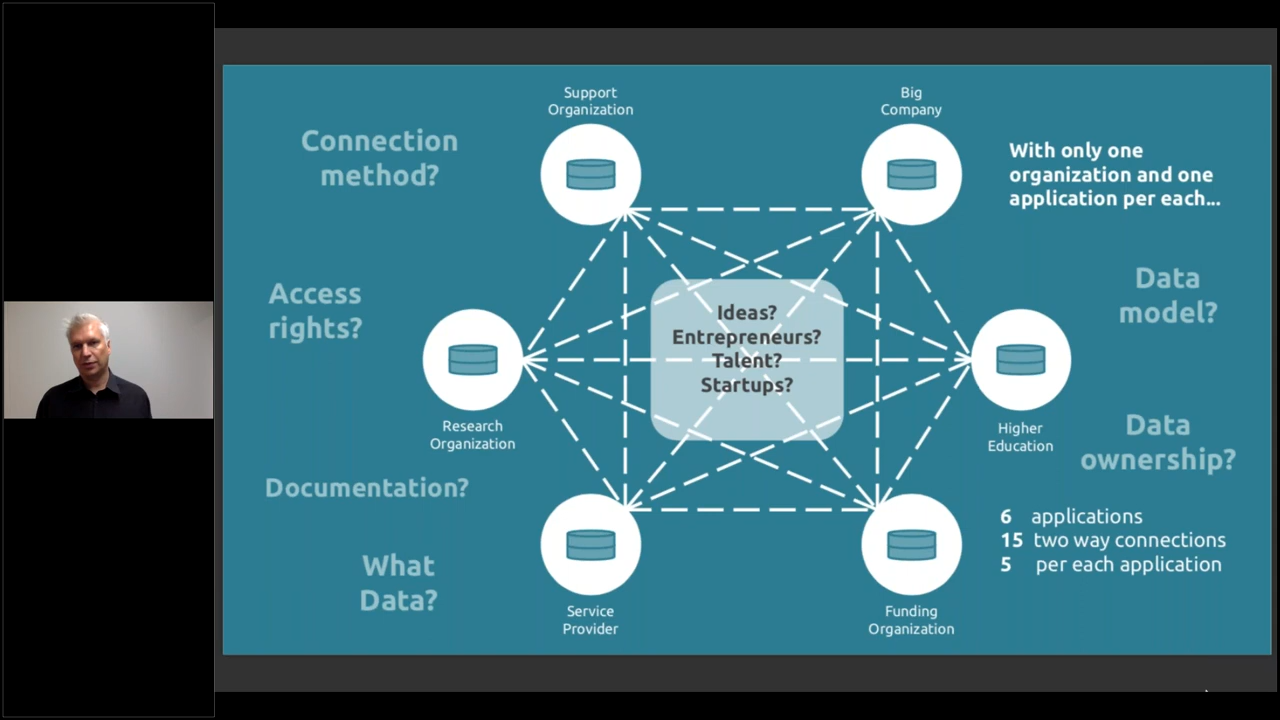 Support
Organization
Big
Company
Connection
method?
With only one
organization and one
application per each...
Access
rights?
Ideas?
Entrepreneurs?
Talent?
Startups?
Data
model?
Research
Organization
Higher
Education
Data
ownership?
Documentation?
6 applications
15 two way connections
5 per each application
What
Data?
Service
Provider
Funding
Organization